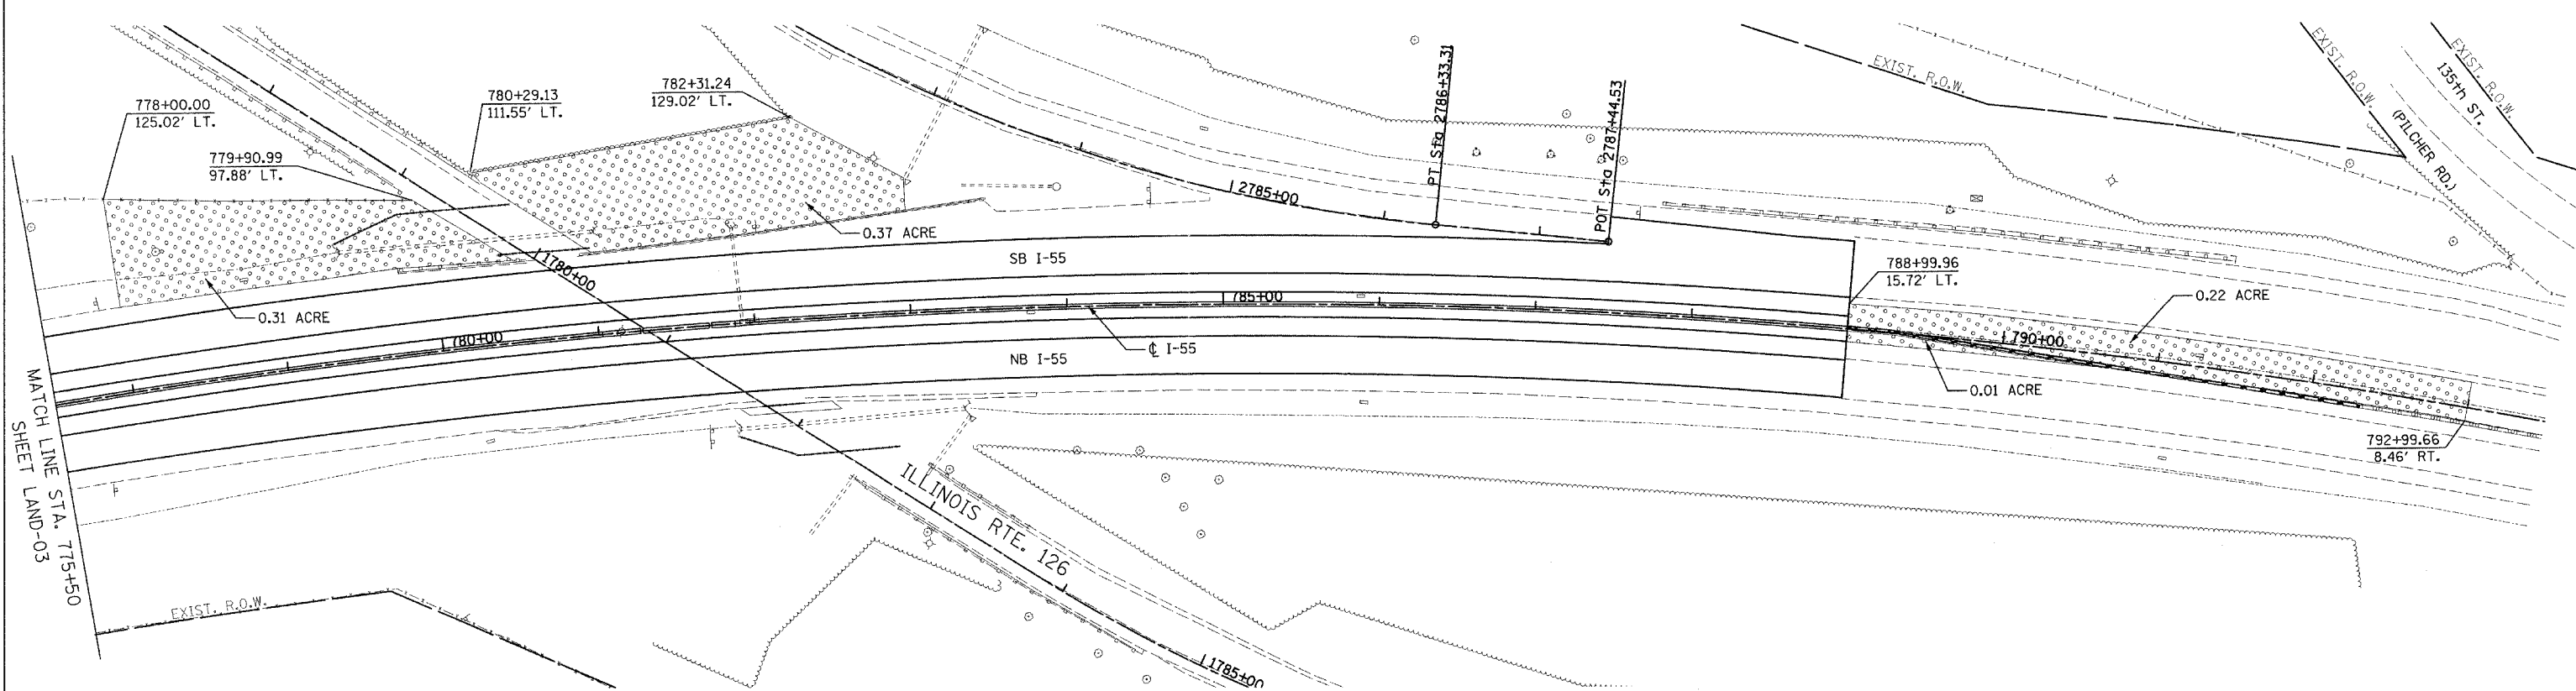 778+00.00
125.02' LT.
779+90.99
97.88' LT.
780+29.13
111.55' LT.
782+31.24
129.02' LT.
PT Sta 2786+33.31
POT Sta 2787+44.53
EXIST. R.O.W.
EXIST. R.O.W.
EXIST. R.O.W.
135th ST.
(PILCHER RD.)
2785+00
0.37 ACRE
1780+00
SB I-55
788+99.96
15.72' LT.
0.22 ACRE
0.31 ACRE
780+00
785+00
790+00
℄ I-55
NB I-55
0.01 ACRE
792+99.66
8.46' RT.
MATCH LINE STA. 775+50
SHEET LAND-03
ILLINOIS RTE. 126
EXIST. R.O.W.
1785+00